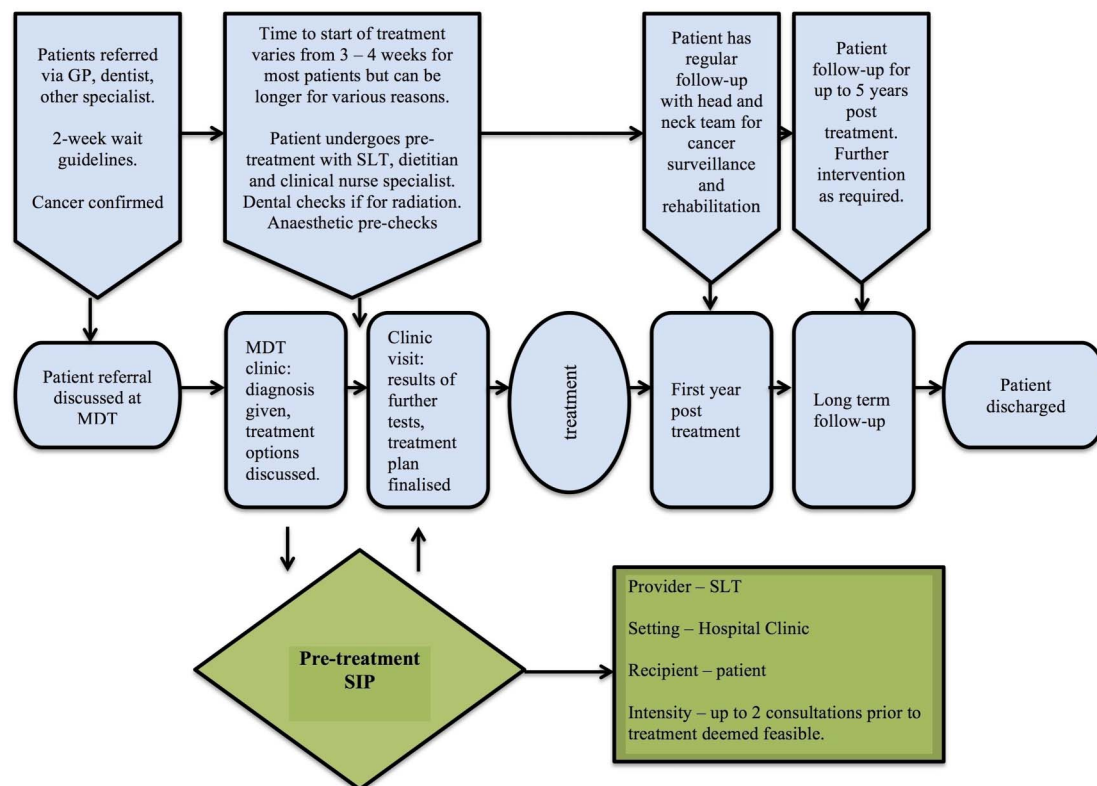 Patients referred
via GP, dentist,
other specialist.
2-week wait
guidelines.
Cancer confirmed
Time to start of treatment
varies from 3 – 4 weeks for
most patients but can be
longer for various reasons.
Patient undergoes pre-
treatment with SLT, dietitian
and clinical nurse specialist.
Dental checks if for radiation.
Anaesthetic pre-checks
Patient has
regular follow-up
with head and
neck team for
cancer
surveillance
and
rehabilitation
Patient
follow-up for
up to 5 years
post
treatment.
Further
intervention
as required.
Patient referral
discussed at
MDT
MDT
clinic:
diagnosis
given,
treatment
options
discussed.
Clinic
visit:
results of
further
tests,
treatment
plan
finalised
treatment
First year
post
treatment
Long term
follow-up
Patient
discharged
Pre-treatment
SIP
Provider – SLT
Setting – Hospital Clinic
Recipient – patient
Intensity – up to 2 consultations prior to
treatment deemed feasible.